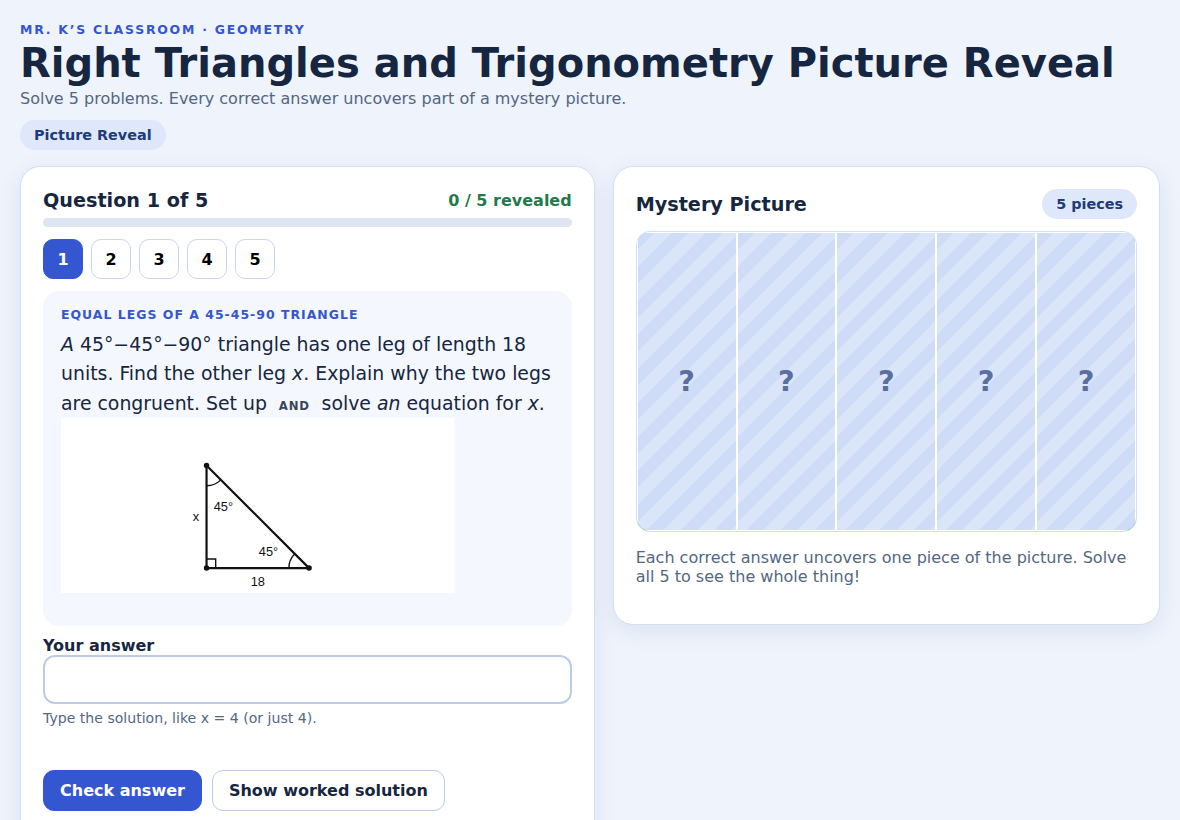 MR. K’S CLASSROOM · GEOMETRY
Right Triangles and Trigonometry Picture Reveal
Solve 5 problems. Every correct answer uncovers part of a mystery picture.
Picture Reveal
Question 1 of 5
0 / 5 revealed
1 2 3 4 5
EQUAL LEGS OF A 45-45-90 TRIANGLE
A 45°−45°−90° triangle has one leg of length 18
units. Find the other leg x. Explain why the two legs
are congruent. Set up AND solve an equation for x.
45°
x
45°
18
Your answer
Type the solution, like x = 4 (or just 4).
Check answer
Show worked solution
Mystery Picture
5 pieces
? ? ? ? ?
Each correct answer uncovers one piece of the picture. Solve
all 5 to see the whole thing!